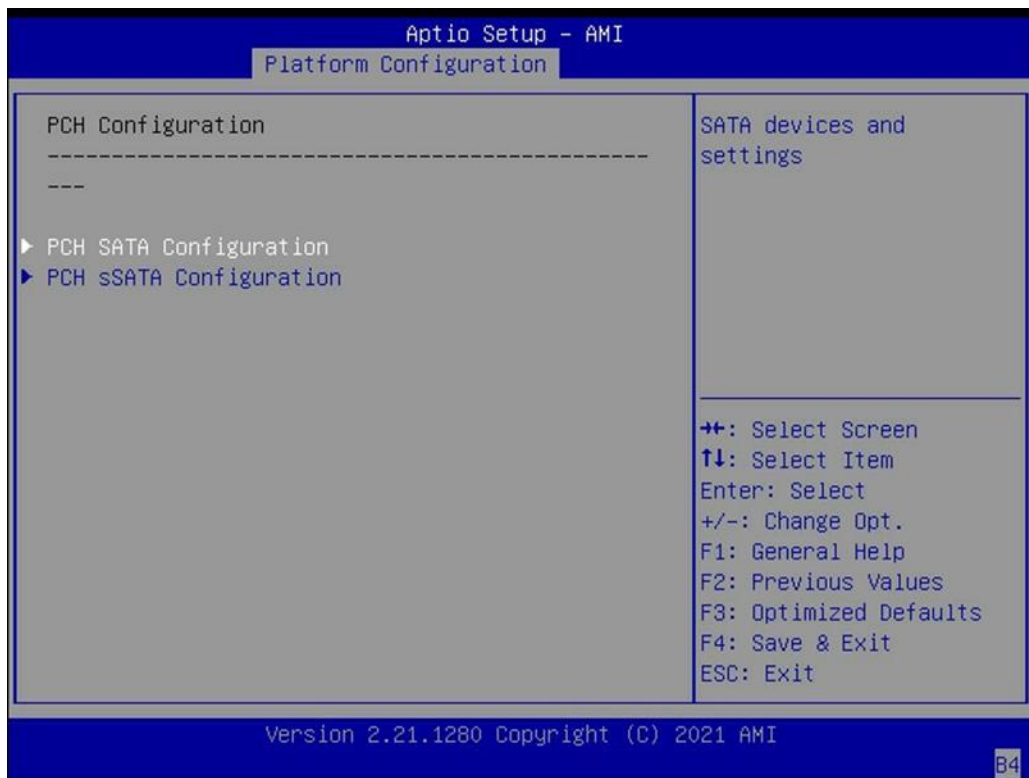 Aptio Setup - AMI
Platform Configuration
PCH Configuration
-----------------------------------------------
---
► PCH SATA Configuration
► PCH sSATA Configuration
SATA devices and
settings
→←: Select Screen
↑↓: Select Item
Enter: Select
+/-: Change Opt.
F1: General Help
F2: Previous Values
F3: Optimized Defaults
F4: Save & Exit
ESC: Exit
Version 2.21.1280 Copyright (C) 2021 AMI
B4